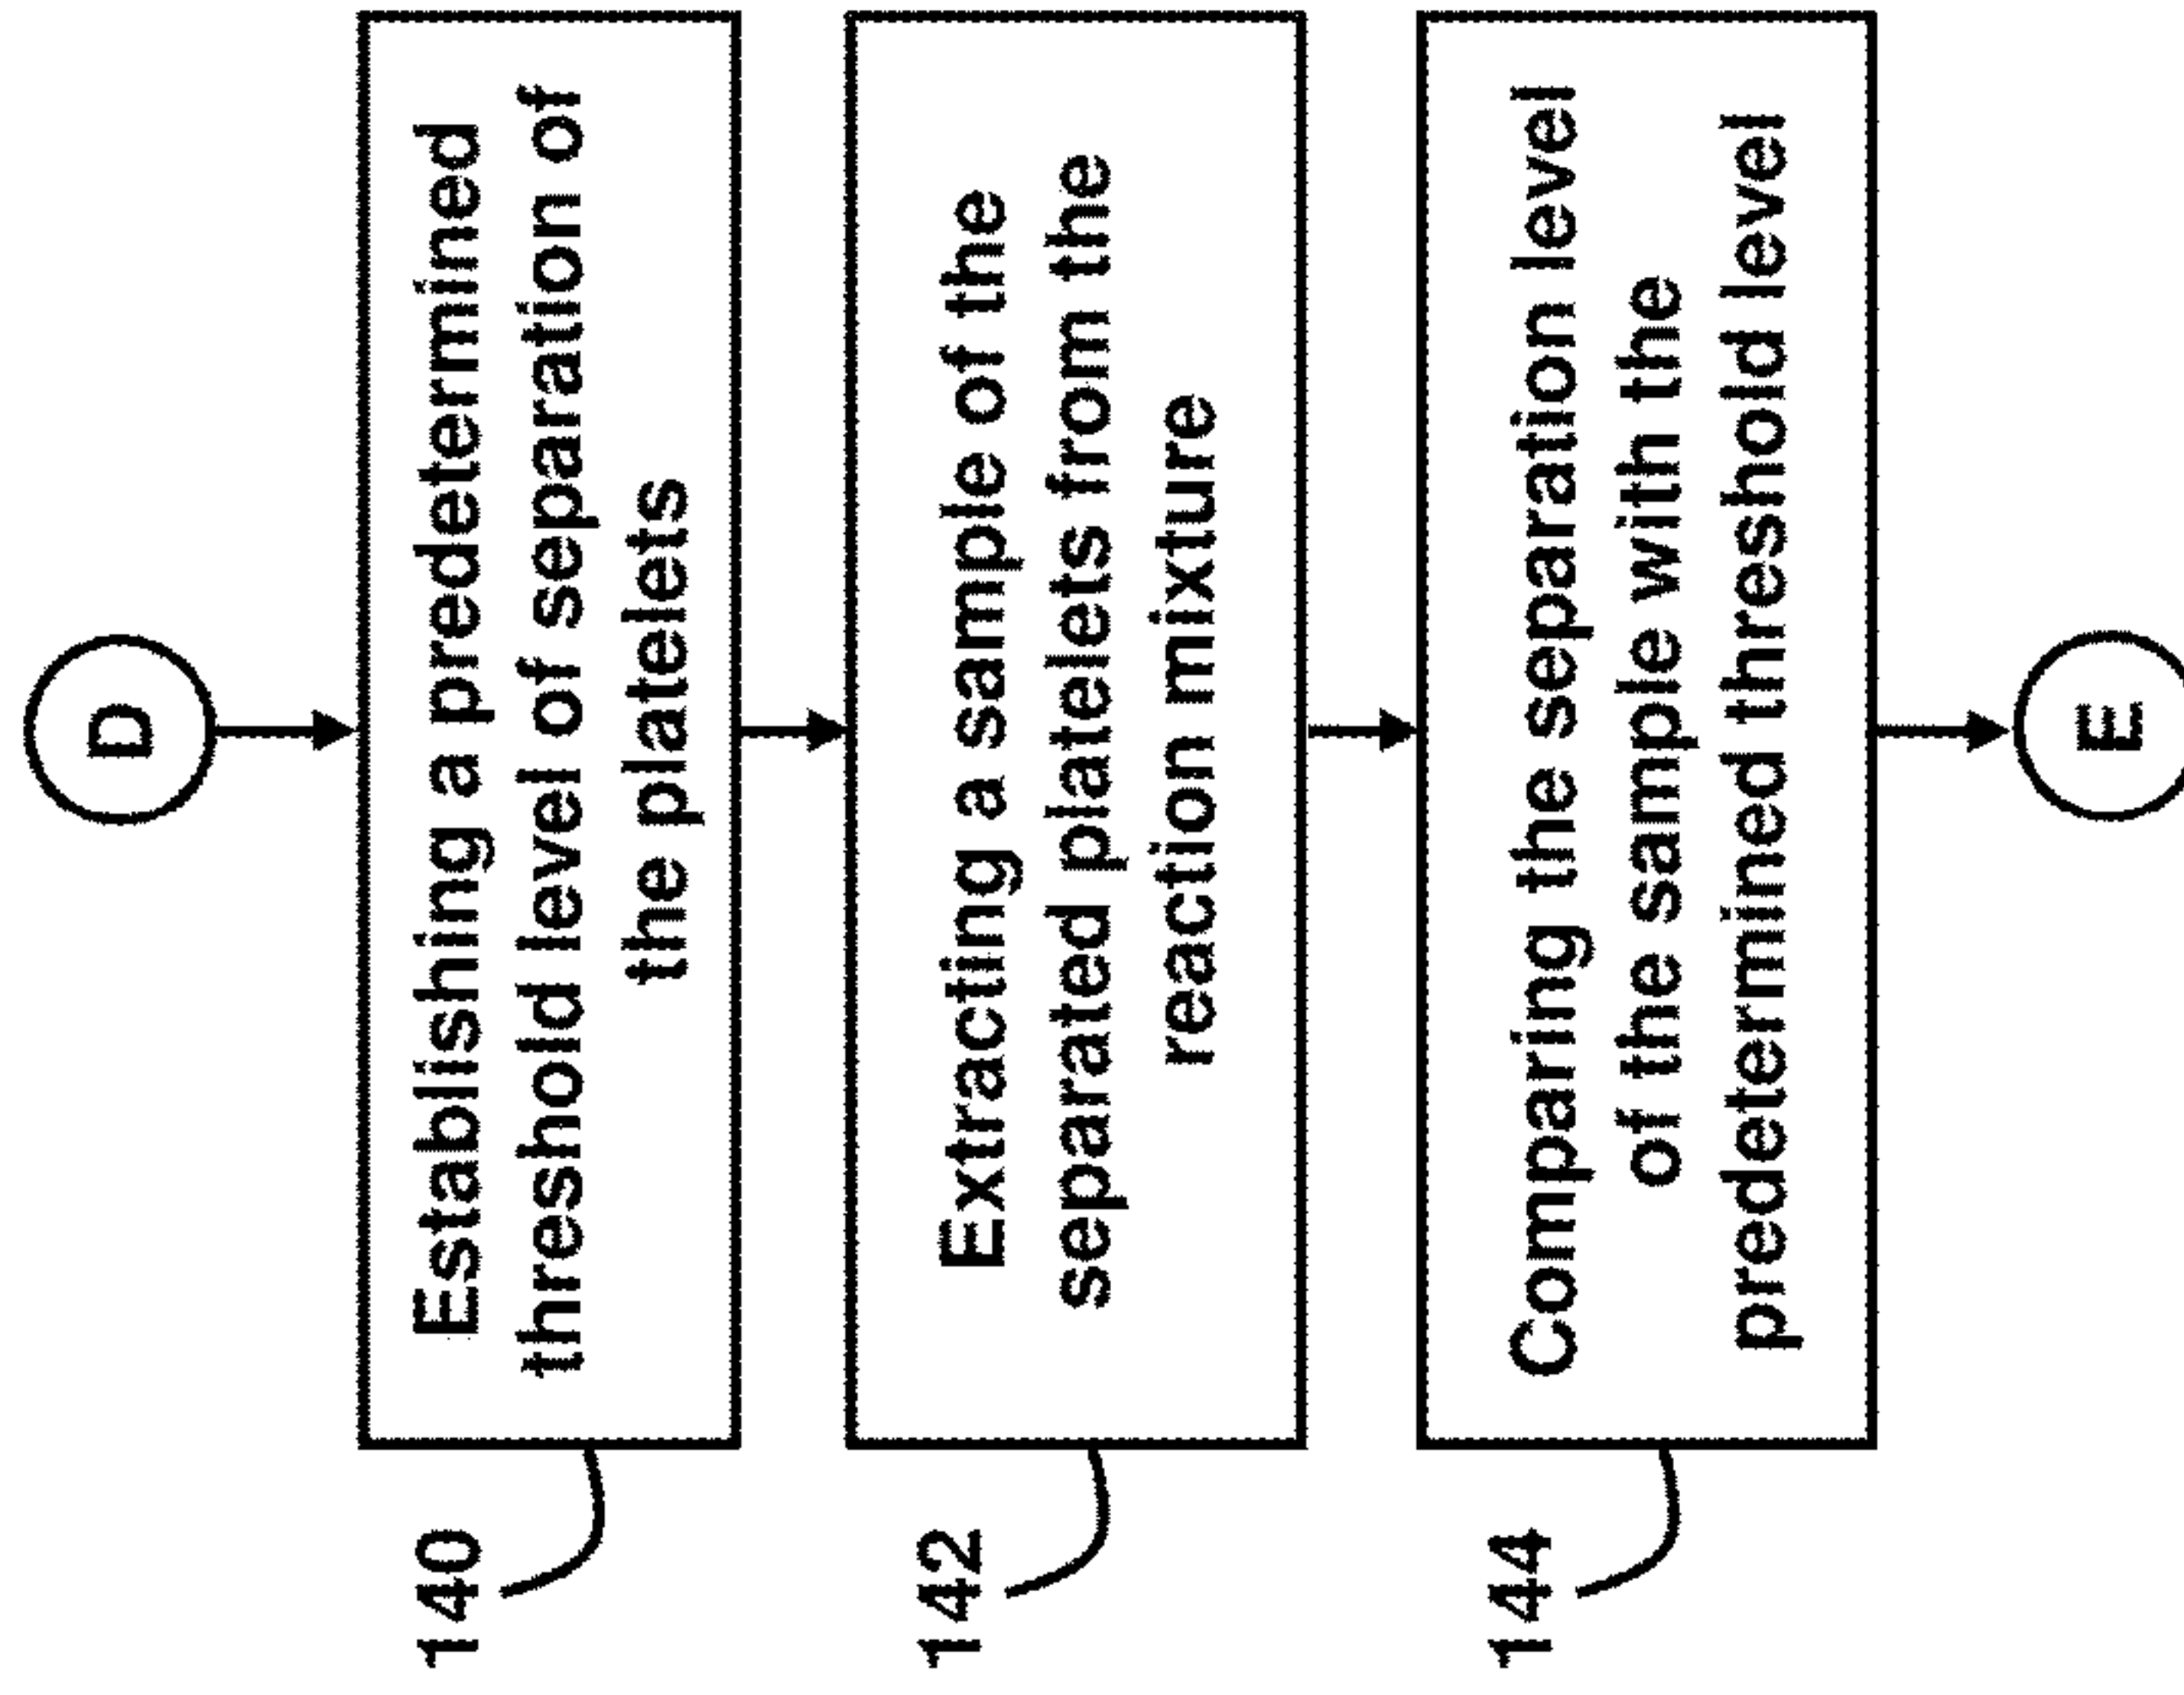 D
140
Establishing a predetermined
threshold level of separation of
the platelets
142
Extracting a sample of the
separated platelets from the
reaction mixture
144
Comparing the separation level
of the sample with the
predetermined threshold level
E